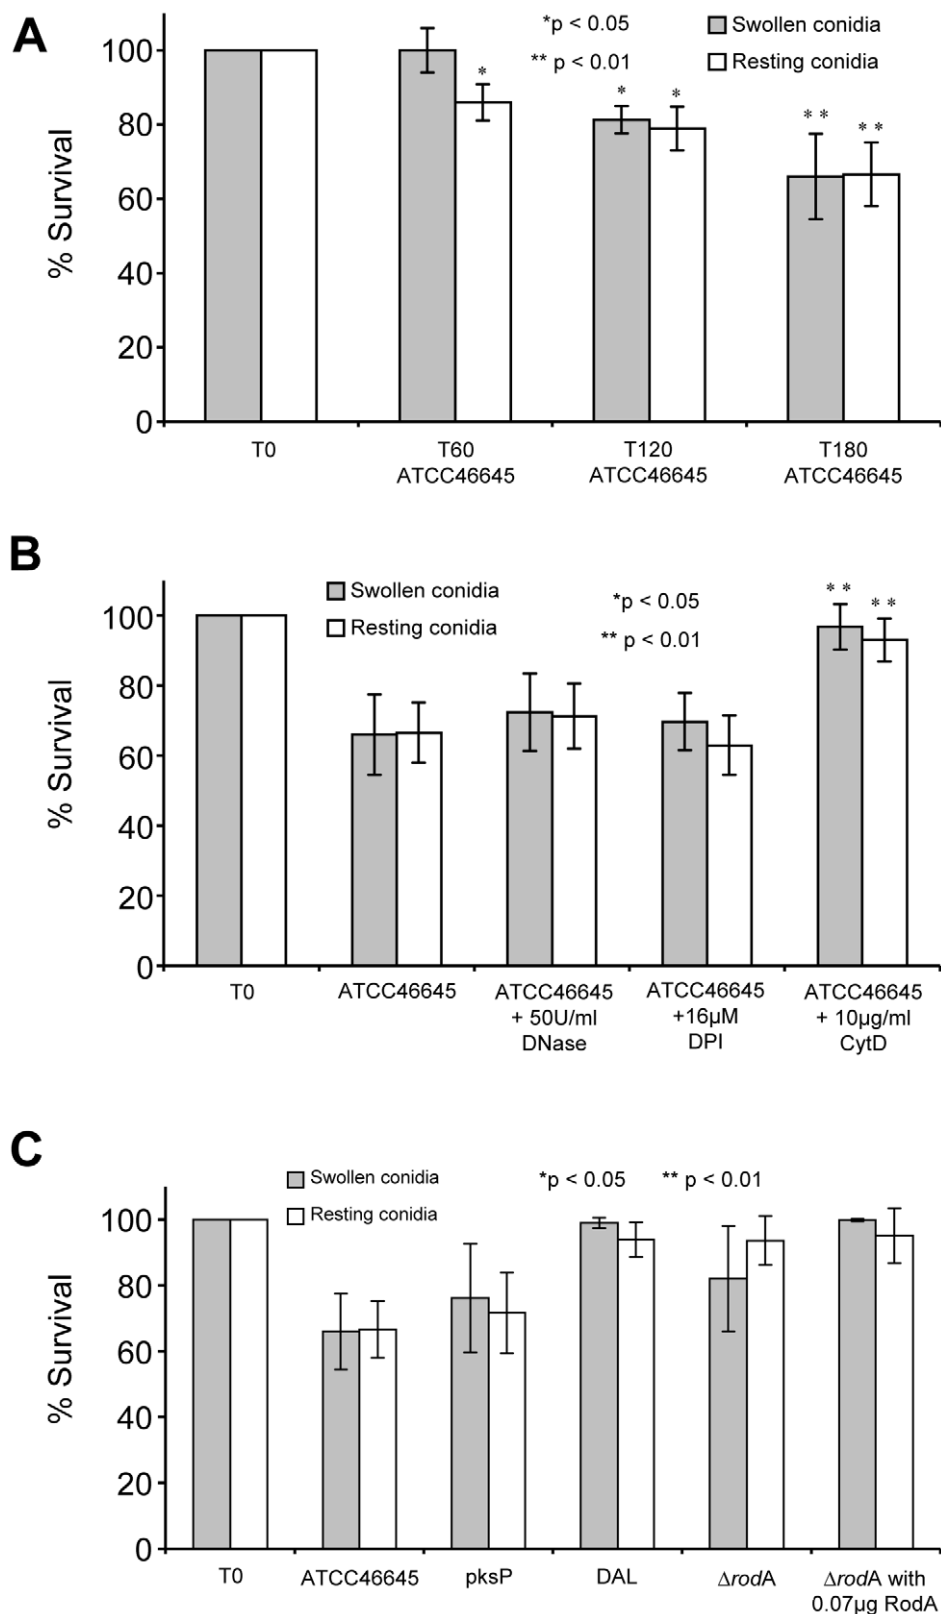 A
*p < 0.05
** p < 0.01
Swollen conidia
Resting conidia
% Survival
100
80
60
40
20
0
*
*
*
**
**
T0
T60
ATCC46645
T120
ATCC46645
T180
ATCC46645
B
Swollen conidia
Resting conidia
*p < 0.05
** p < 0.01
% Survival
100
80
60
40
20
0
**
**
T0
ATCC46645
ATCC46645
+ 50U/ml
DNase
ATCC46645
+16µM
DPI
ATCC46645
+ 10µg/ml
CytD
C
Swollen conidia
Resting conidia
*p < 0.05
** p < 0.01
% Survival
100
80
60
40
20
0
T0
ATCC46645
pksP
DAL
ΔrodA
ΔrodA with
0.07µg RodA